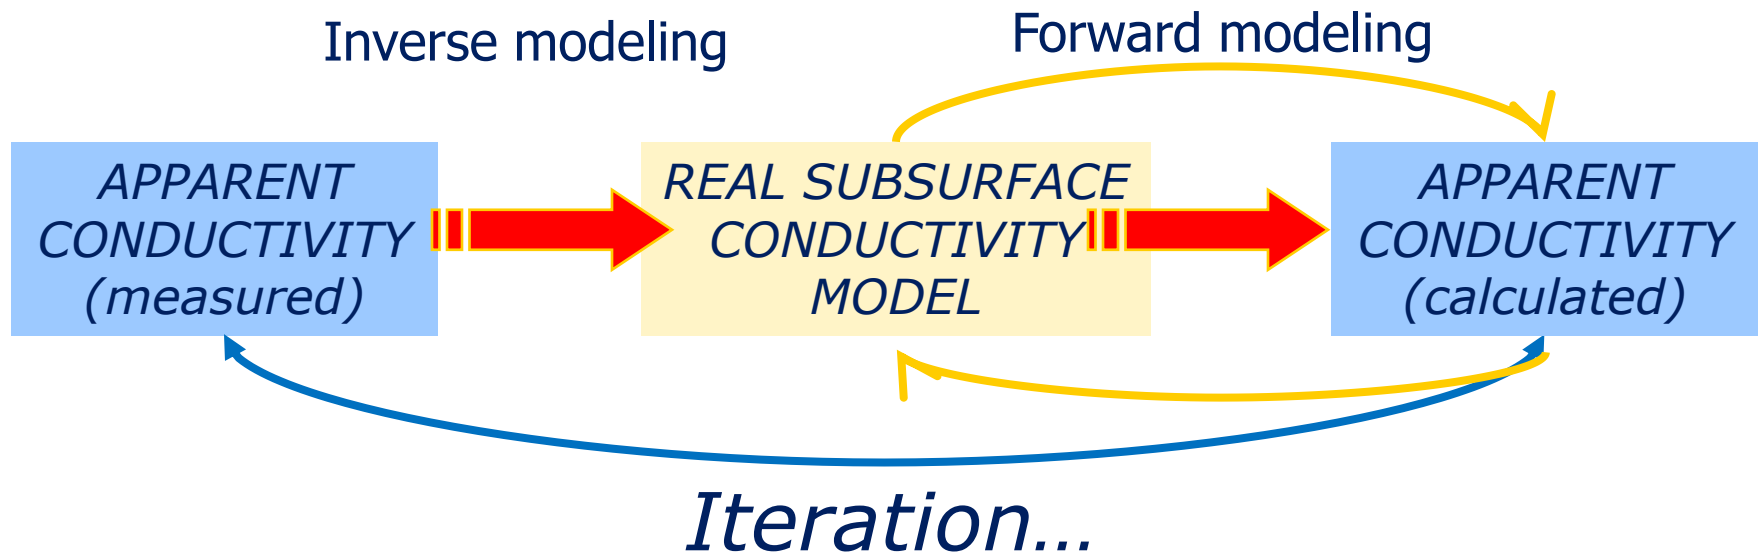 Inverse modeling
Forward modeling
APPARENT
CONDUCTIVITY
(measured)
REAL SUBSURFACE
CONDUCTIVITY
MODEL
APPARENT
CONDUCTIVITY
(calculated)
Iteration...